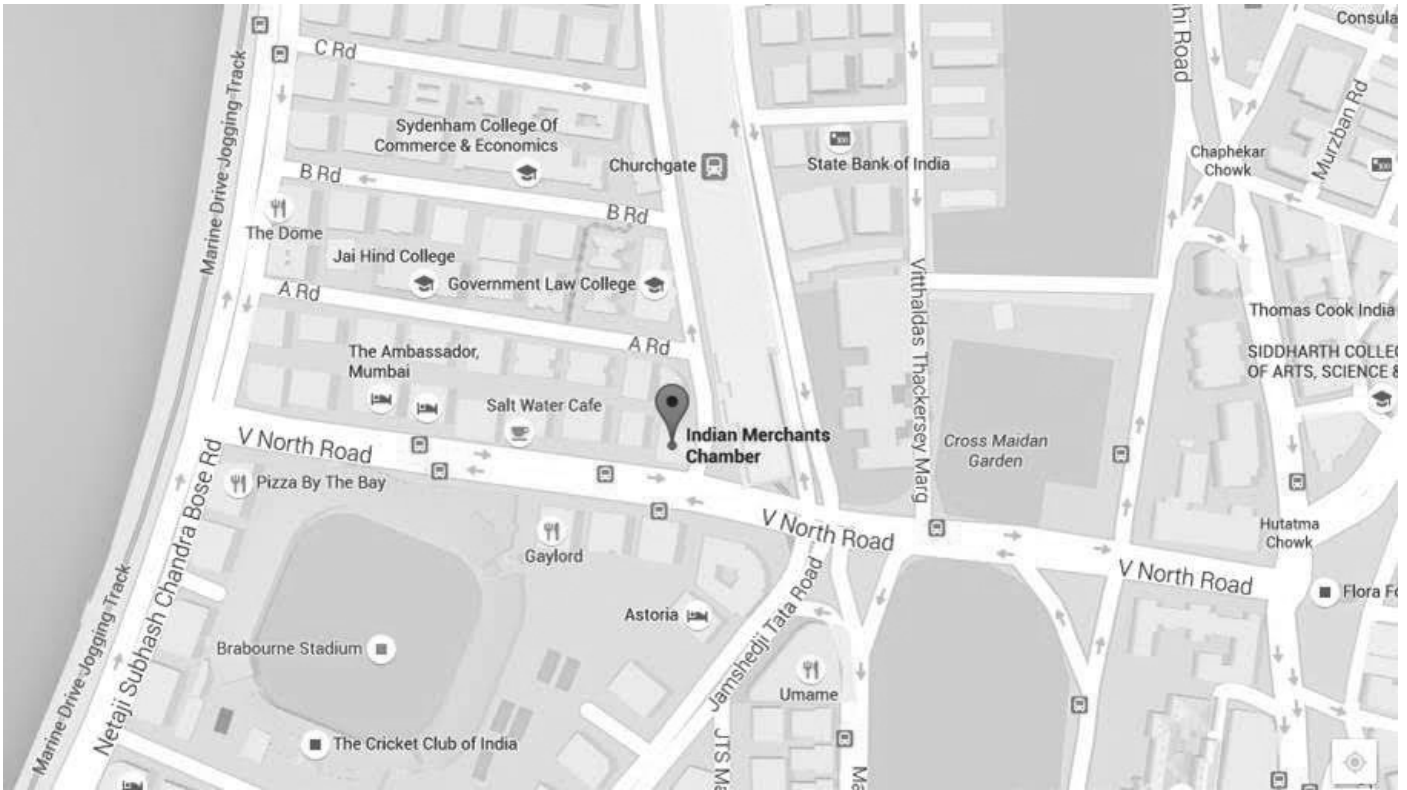 C Rd
Consula
hi Road
Murzban Rd
Marine Drive Jogging Track
Sydenham College Of
Commerce & Economics
Churchgate
State Bank of India
Chaphekar
Chowk
B Rd
B Rd
The Dome
Jai Hind College
Government Law College
Vitthaldas Thackersey Marg
A Rd
A Rd
Thomas Cook India
SIDDHARTH COLLEG
OF ARTS, SCIENCE &
The Ambassador,
Mumbai
Salt Water Cafe
Indian Merchants
Chamber
Cross Maidan
Garden
V North Road
Pizza By The Bay
Netaji Subhash Chandra Bose Rd
V North Road
Hutatma
Chowk
Gaylord
V North Road
Flora Fo
Marine Drive Jogging Track
Astoria
Jamshedji Tata Road
Brabourne Stadium
Umame
The Cricket Club of India
JTS Ma
Ma